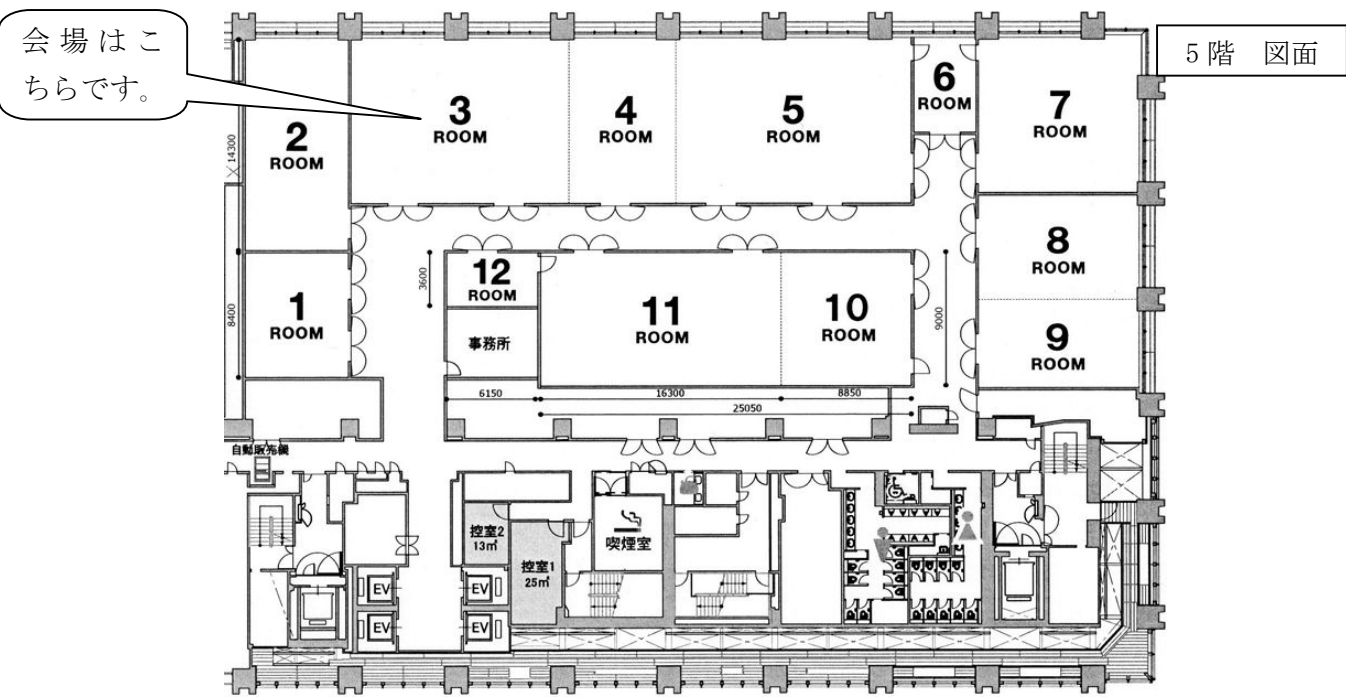 会場はこ
ちらです。
5階　図面
3
ROOM
4
ROOM
5
ROOM
6
ROOM
7
ROOM
2
ROOM
14300
8
ROOM
12
ROOM
3600
1
ROOM
8400
11
ROOM
10
ROOM
9000
9
ROOM
事務所
6150
16300
8850
25050
自動販売機
控室2
13㎡
喫煙室
控室1
25㎡
EV
EV
EV
EV